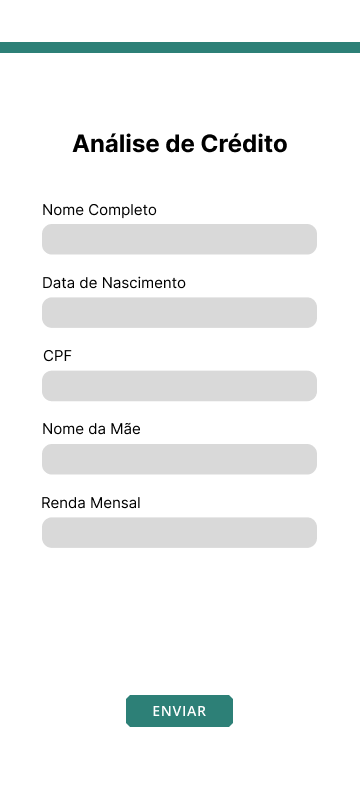 Análise de Crédito
Nome Completo
Data de Nascimento
CPF
Nome da Mãe
Renda Mensal
ENVIAR